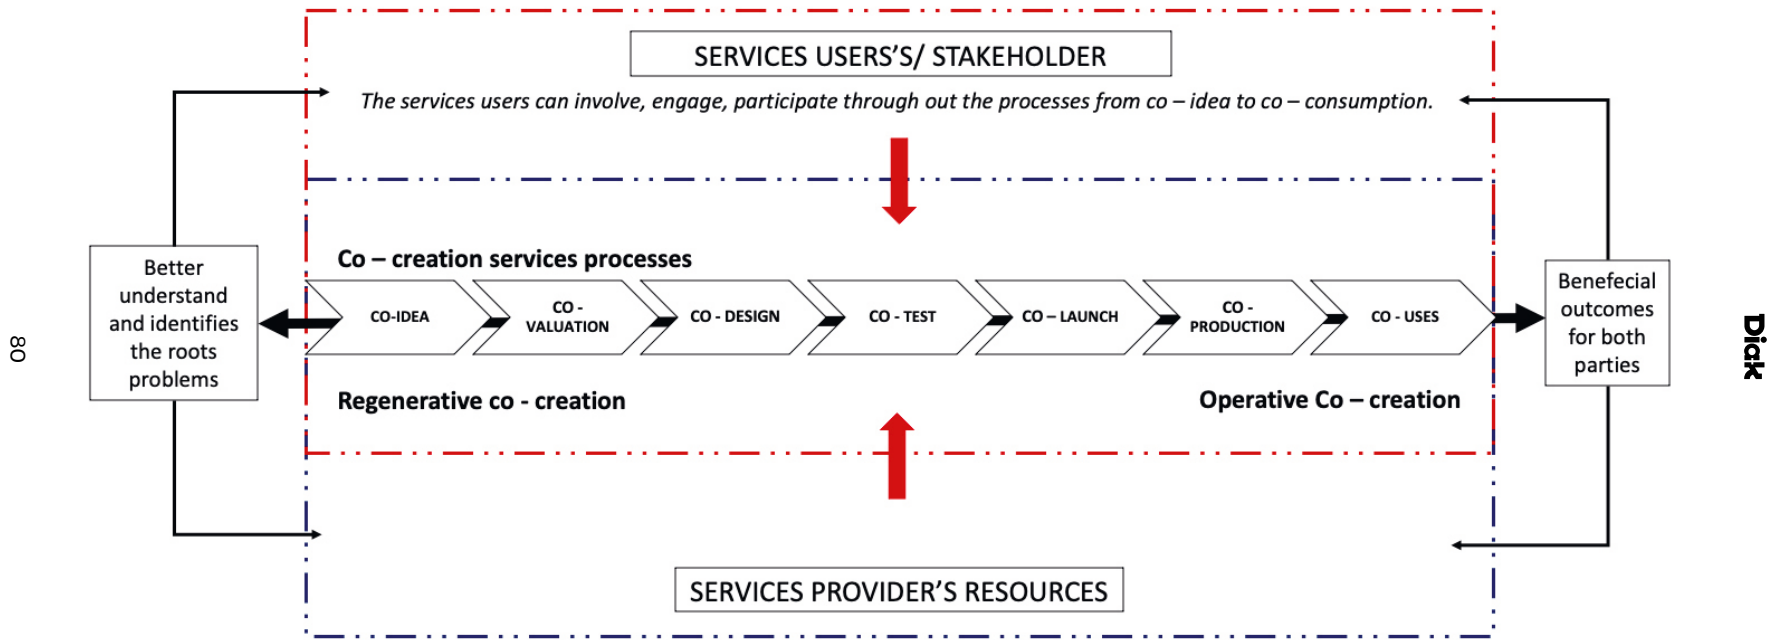 SERVICES USERS'S/ STAKEHOLDER
The services users can involve, engage, participate through out the processes from co – idea to co – consumption.
Co – creation services processes
Better
understand
and identifies
the roots
problems
CO-IDEA
CO -
VALUATION
CO - DESIGN
CO - TEST
CO – LAUNCH
CO -
PRODUCTION
CO - USES
Benefecial
outcomes
for both
parties
Regenerative co - creation
Operative Co – creation
SERVICES PROVIDER'S RESOURCES
80
Diak